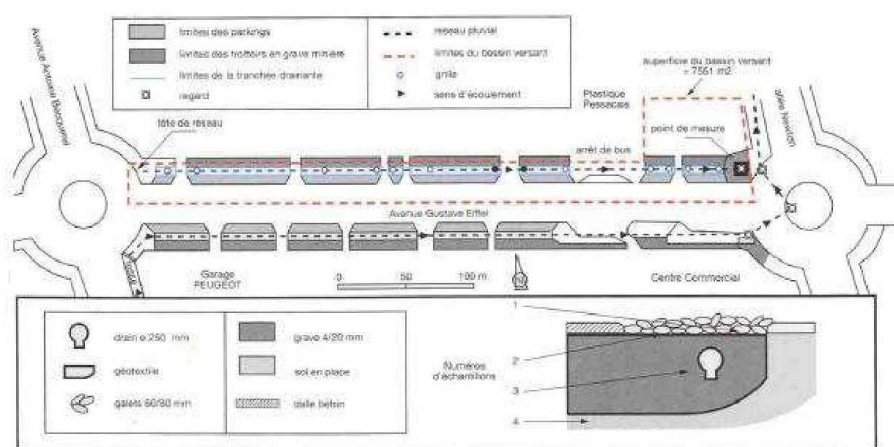 limites des parkings
limites des trottoirs en grave minière
limites de la tranchée drainante
regard
reseau pluvial
limites du bassin versant
grille
sens d'écoulement
superficie du bassin versant
= 7551 m2
Plastique
Pessacais
allée Newton
Avenue Antoine Becquerel
tête de réseau
arrêt de bus
point de mesure
Avenue Gustave Eiffel
Garage
PEUGEOT
0 50 100 m
Centre Commercial
drain ø 250 mm
géotextile
galets 60/80 mm
grave 4/20 mm
sol en place
dalle béton
Numéros
d'échantillons
1
2
3
4